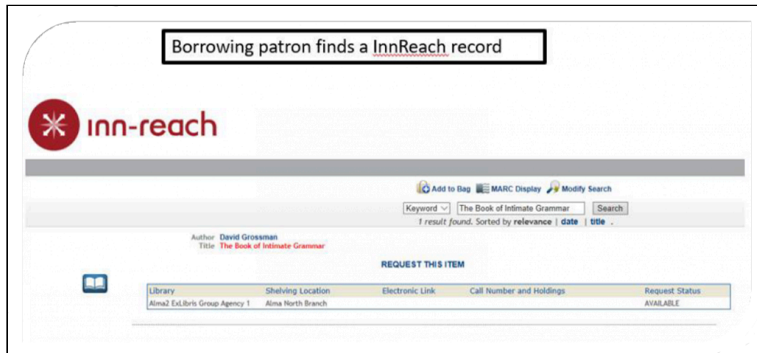 Borrowing patron finds a InnReach record
ınn-reach
Add to Bag MARC Display Modify Search
Keyword The Book of Intimate Grammar Search
1 result found. Sorted by relevance | date | title .
Author David Grossman
Title The Book of Intimate Grammar
REQUEST THIS ITEM
Library Shelving Location Electronic Link Call Number and Holdings Request Status
Alma2 ExLibris Group Agency 1 Alma North Branch AVAILABLE